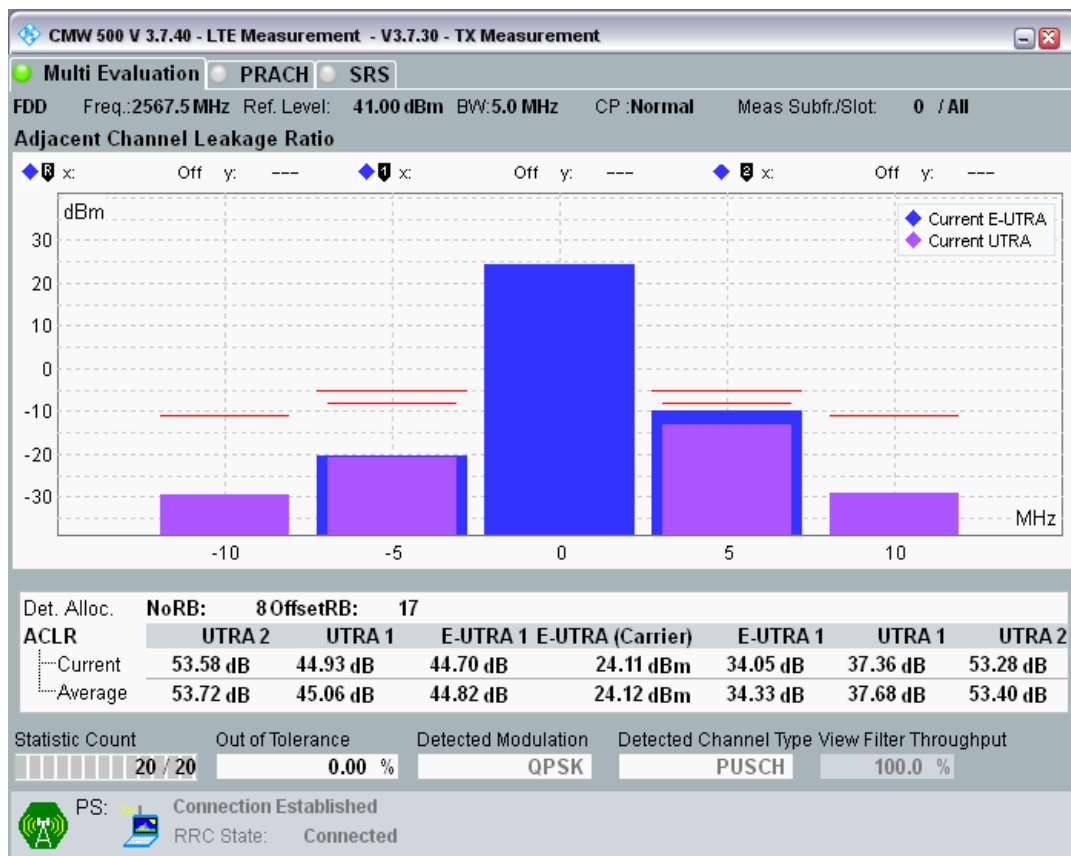 CMW 500 V 3.7.40 - LTE Measurement - V3.7.30 - TX Measurement
Multi Evaluation PRACH SRS
FDD Freq.:2567.5 MHz Ref. Level: 41.00 dBm BW:5.0 MHz CP :Normal Meas Subfr./Slot: 0 / All
Adjacent Channel Leakage Ratio
R x: Off y: --- 1 x: Off y: --- 2 x: Off y: ---
dBm
Current E-UTRA
Current UTRA
30
20
10
0
-10
-20
-30
MHz
-10 -5 0 5 10
Det. Alloc. NoRB: 8 OffsetRB: 17
ACLR UTRA 2 UTRA 1 E-UTRA 1 E-UTRA (Carrier) E-UTRA 1 UTRA 1 UTRA 2
Current 53.58 dB 44.93 dB 44.70 dB 24.11 dBm 34.05 dB 37.36 dB 53.28 dB
Average 53.72 dB 45.06 dB 44.82 dB 24.12 dBm 34.33 dB 37.68 dB 53.40 dB
Statistic Count Out of Tolerance Detected Modulation Detected Channel Type View Filter Throughput
20 / 20 0.00 % QPSK PUSCH 100.0 %
PS: Connection Established
RRC State: Connected